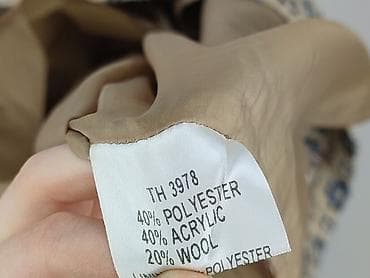 TH 3978
40% POLYESTER
40% ACRYLIC
20% WOOL
POLYESTER